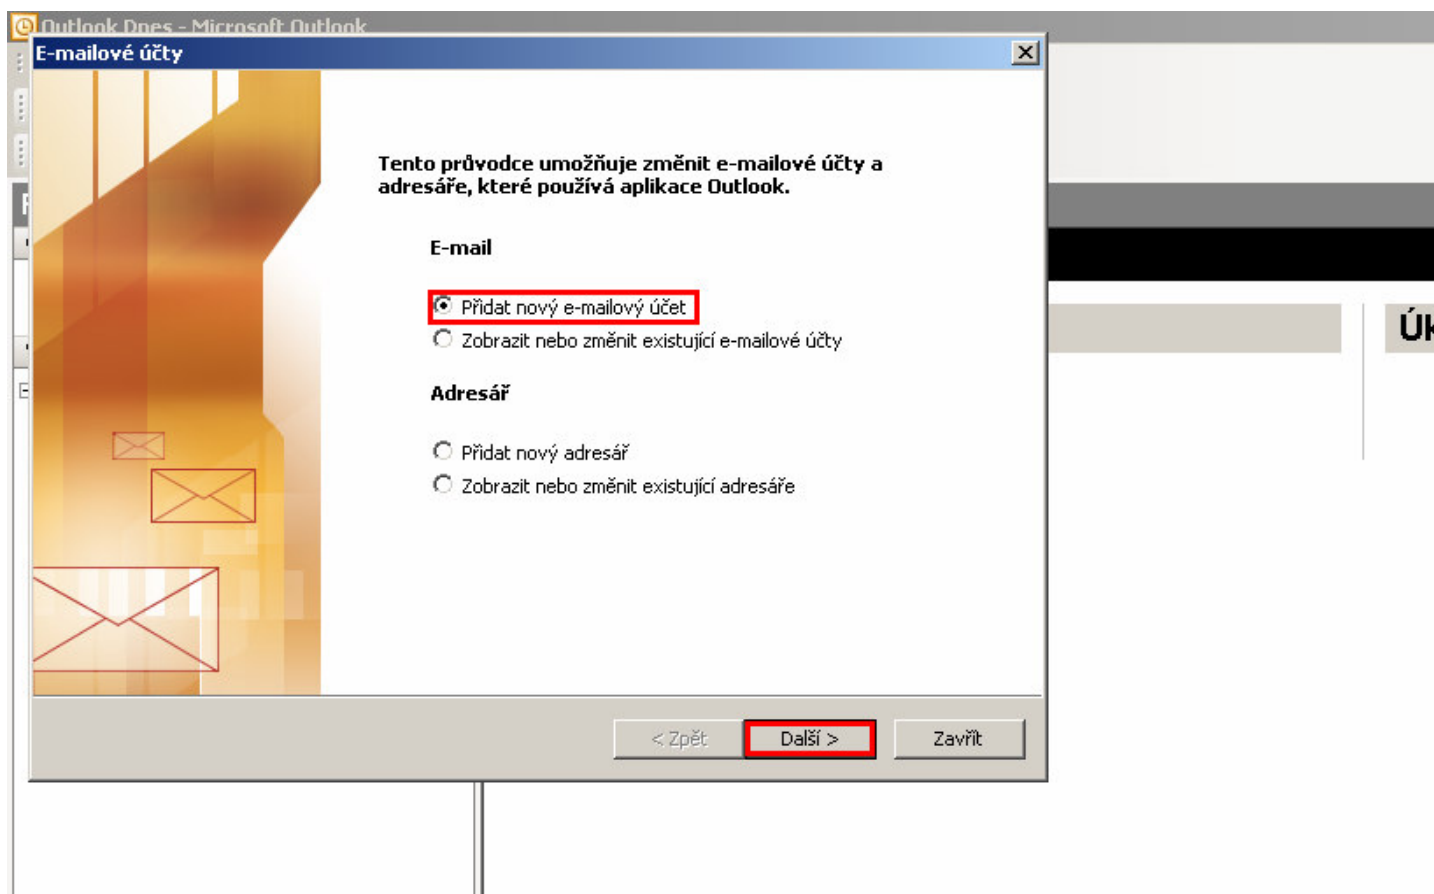 Outlook Dnes - Microsoft Outlook
E-mailové účty
Tento průvodce umožňuje změnit e-mailové účty a
adresáře, které používá aplikace Outlook.
E-mail
Přidat nový e-mailový účet
Zobrazit nebo změnit existující e-mailové účty
Adresář
Přidat nový adresář
Zobrazit nebo změnit existující adresáře
< Zpět
Další >
Zavřít